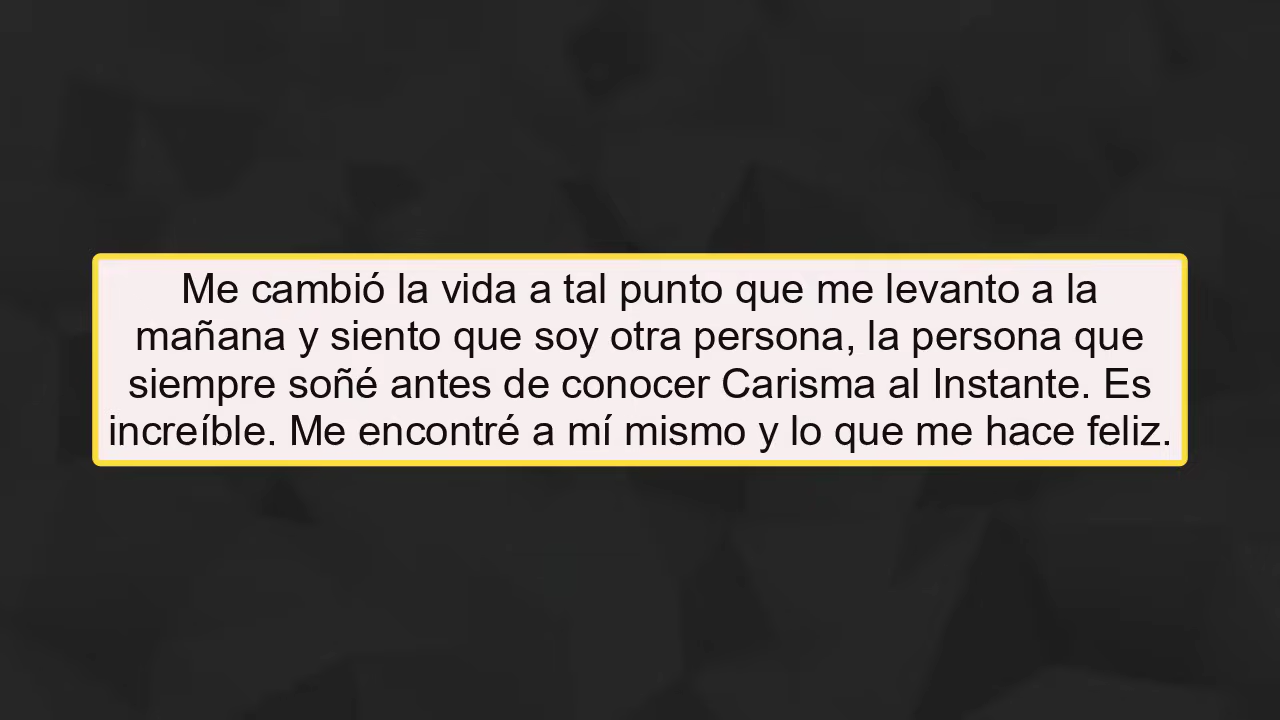 Me cambió la vida a tal punto que me levanto a la
mañana y siento que soy otra persona, la persona que
siempre soñé antes de conocer Carisma al Instante. Es
increíble. Me encontré a mí mismo y lo que me hace feliz.